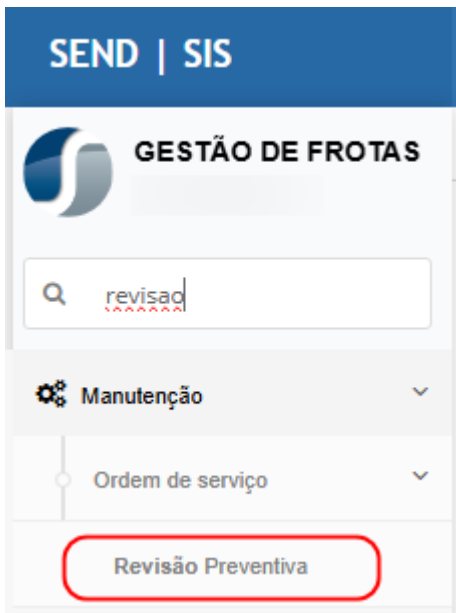 SEND | SIS
GESTÃO DE FROTAS
revisao
Manutenção
Ordem de serviço
Revisão Preventiva